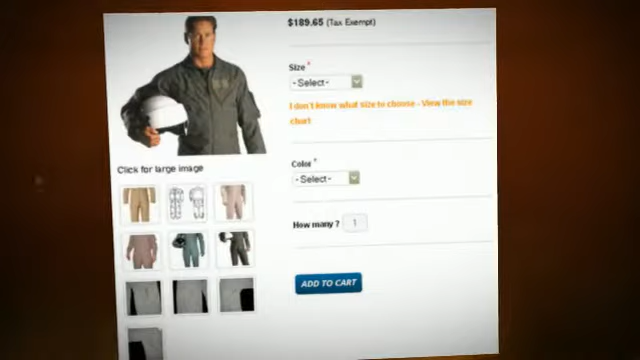 $189.65 (Tax Exempt)
Size *
- Select -
I don't know what size to choose - View the size
chart
Click for large image
Color *
- Select -
How many ? 1
ADD TO CART